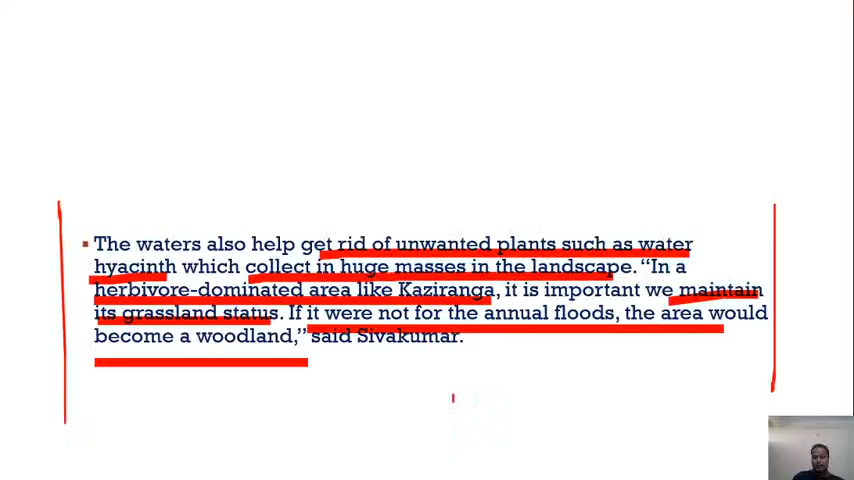 ▪ The waters also help get rid of unwanted plants such as water
hyacinth which collect in huge masses in the landscape. “In a
herbivore-dominated area like Kaziranga, it is important we maintain
its grassland status. If it were not for the annual floods, the area would
become a woodland,” said Sivakumar.